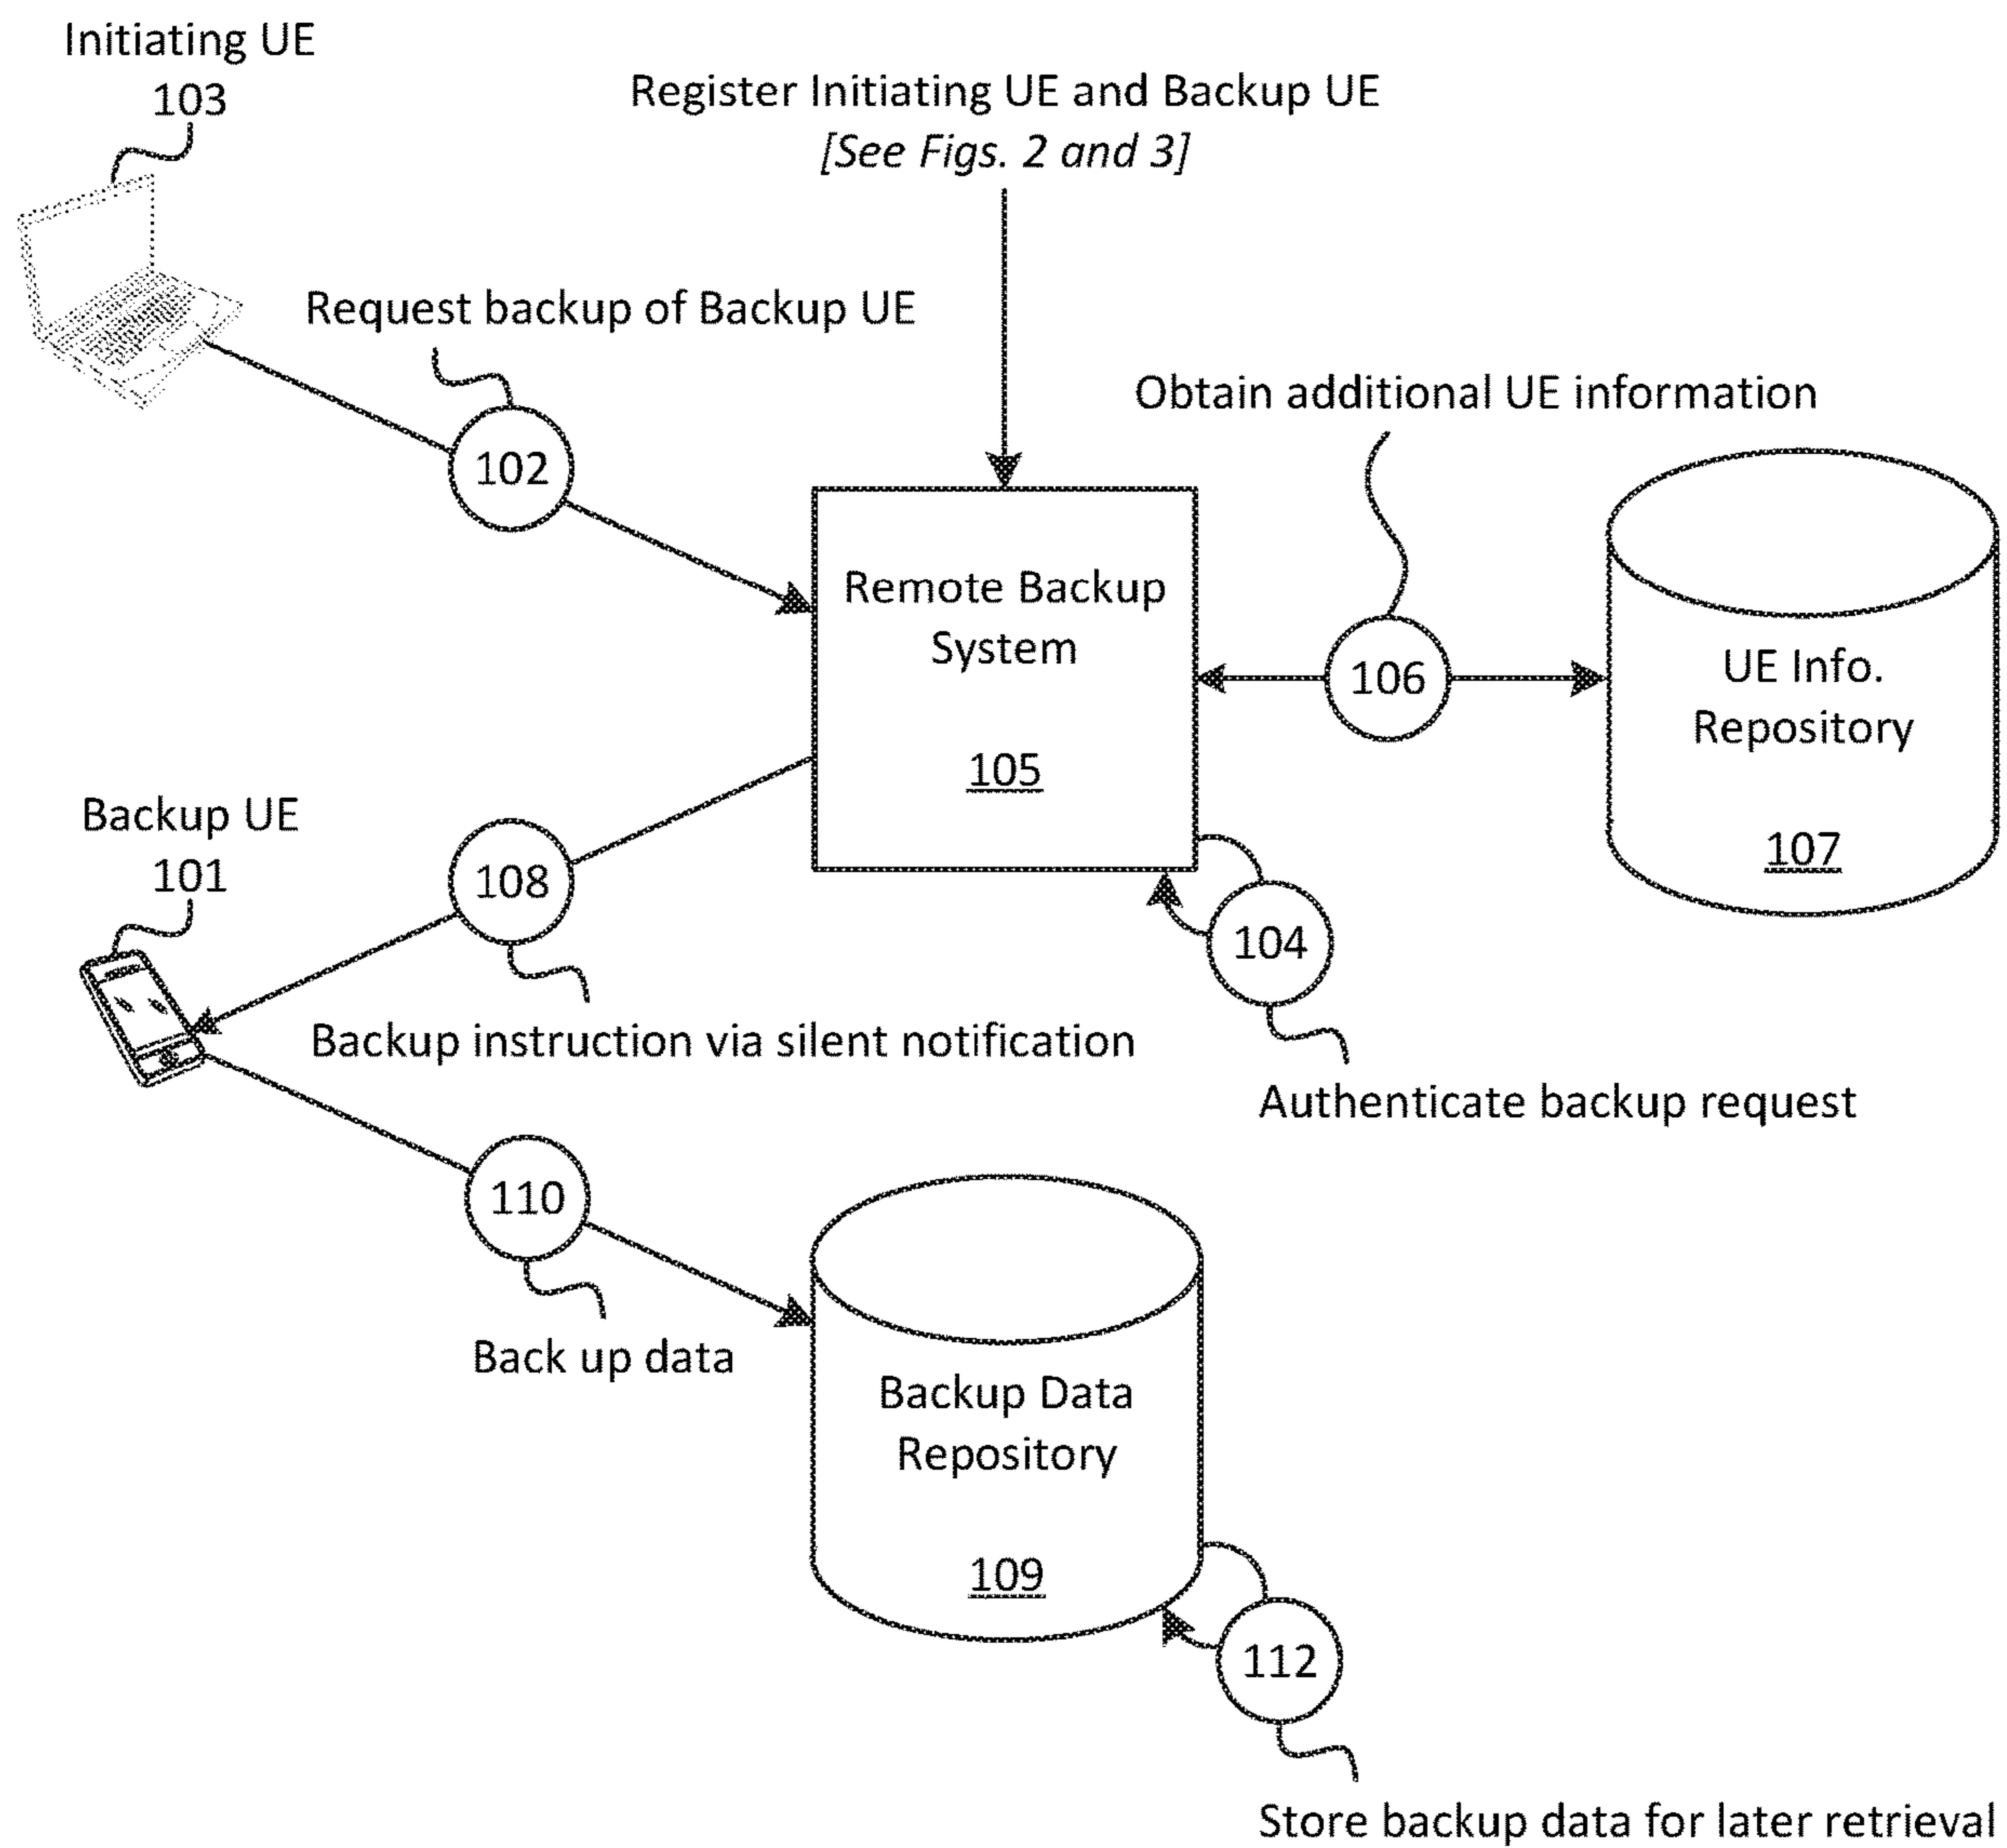 Initiating UE
103
Register Initiating UE and Backup UE
[See Figs. 2 and 3]
Request backup of Backup UE
102
Obtain additional UE information
Remote Backup
System
105
106
UE Info.
Repository
107
Backup UE
101
108
104
Backup instruction via silent notification
Authenticate backup request
110
Back up data
Backup Data
Repository
109
112
Store backup data for later retrieval